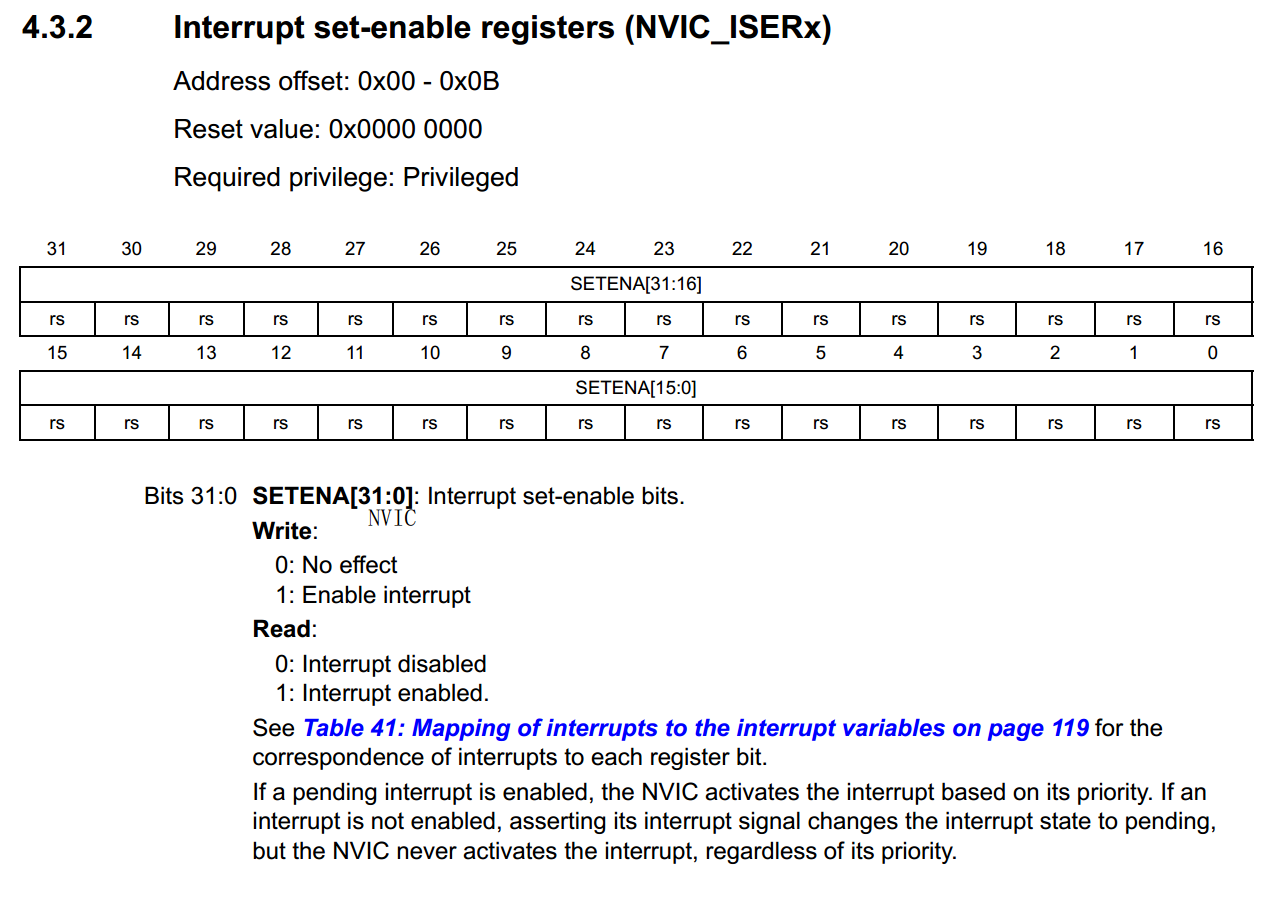 4.3.2 Interrupt set-enable registers (NVIC_ISERx)
Address offset: 0x00 - 0x0B
Reset value: 0x0000 0000
Required privilege: Privileged
31 30 29 28 27 26 25 24 23 22 21 20 19 18 17 16
SETENA[31:16]
rs rs rs rs rs rs rs rs rs rs rs rs rs rs rs rs
15 14 13 12 11 10 9 8 7 6 5 4 3 2 1 0
SETENA[15:0]
rs rs rs rs rs rs rs rs rs rs rs rs rs rs rs rs
Bits 31:0 SETENA[31:0]: Interrupt set-enable bits.
NVIC
Write:
0: No effect
1: Enable interrupt
Read:
0: Interrupt disabled
1: Interrupt enabled.
See Table 41: Mapping of interrupts to the interrupt variables on page 119 for the
correspondence of interrupts to each register bit.
If a pending interrupt is enabled, the NVIC activates the interrupt based on its priority. If an
interrupt is not enabled, asserting its interrupt signal changes the interrupt state to pending,
but the NVIC never activates the interrupt, regardless of its priority.